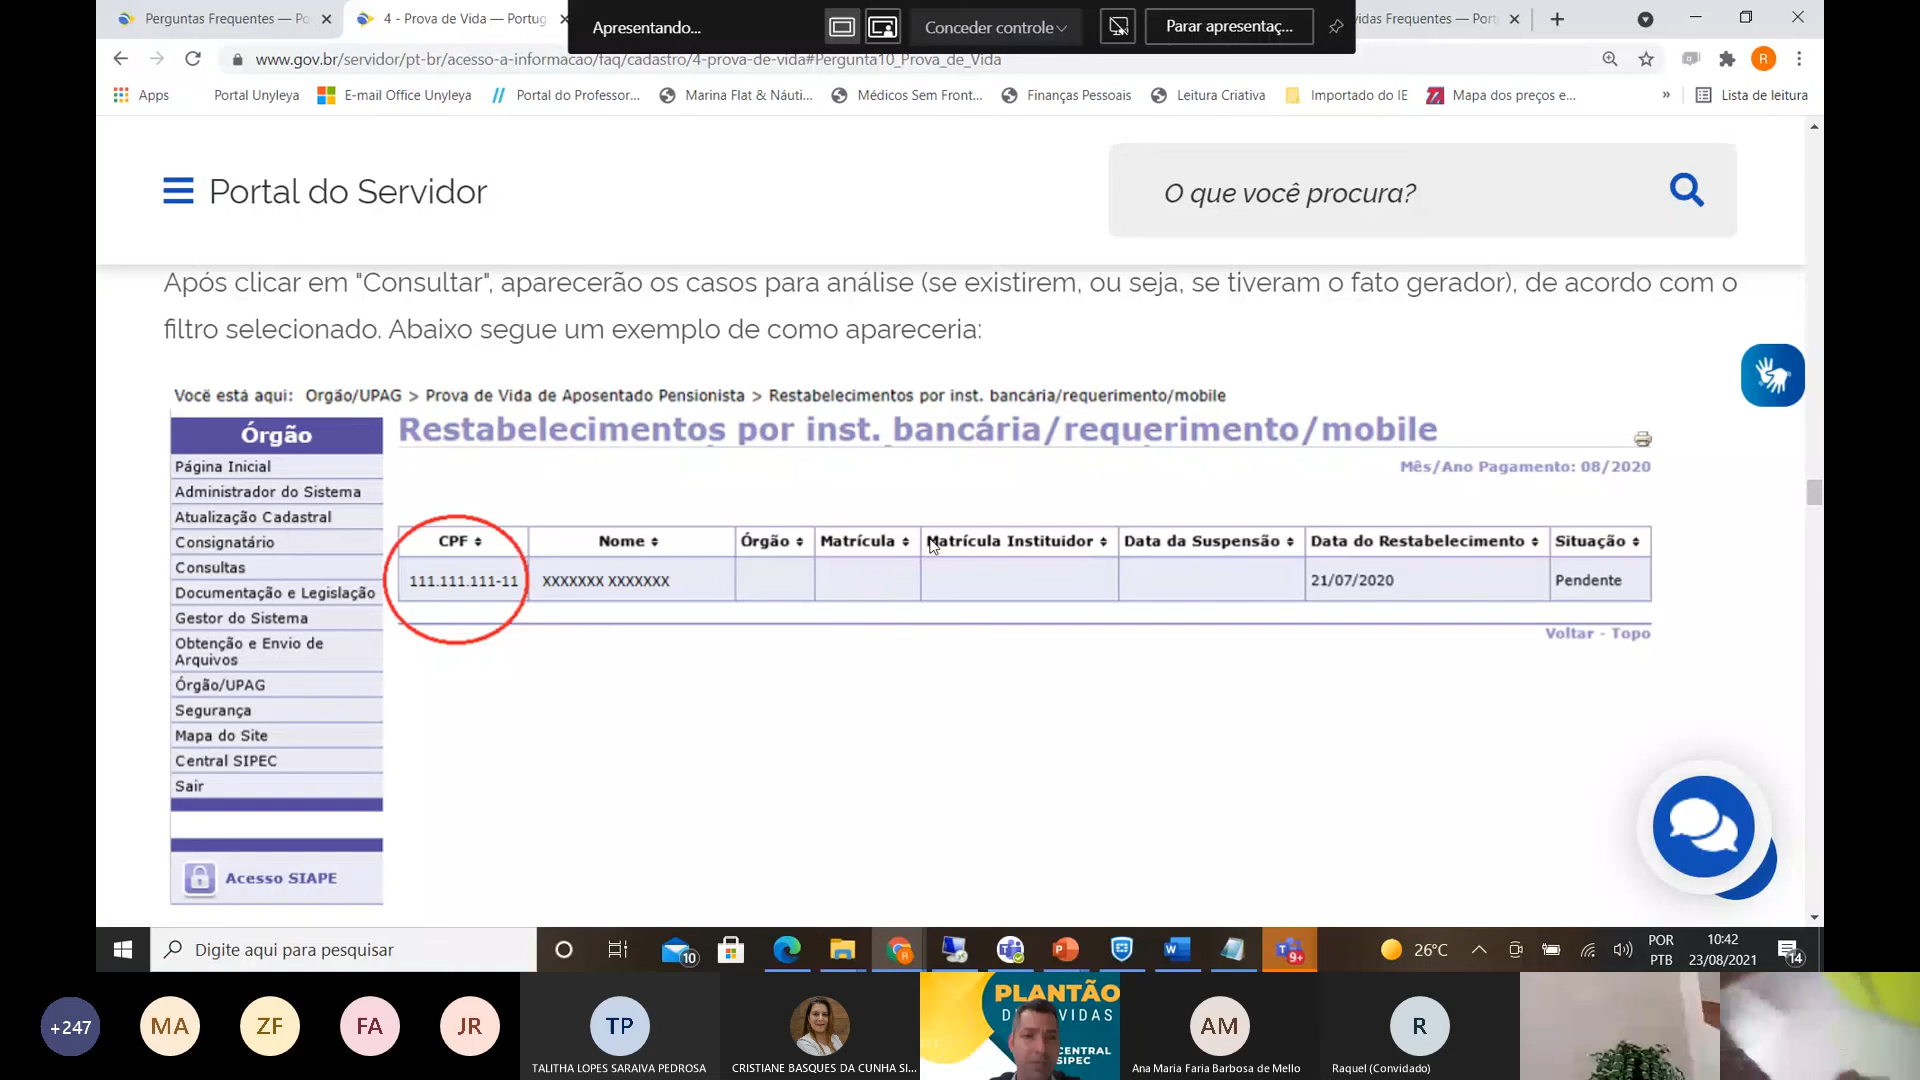 Perguntas Frequentes — Po
4 - Prova de Vida — Portug
Apresentando...
Conceder controle
Parar apresentaç...
vidas Frequentes — Port
www.gov.br/servidor/pt-br/acesso-a-informacao/faq/cadastro/4-prova-de-vida#Pergunta10_Prova_de_Vida
R
Apps
Portal Unyleya
E-mail Office Unyleya
Portal do Professor...
Marina Flat & Náuti...
Médicos Sem Front...
Finanças Pessoais
Leitura Criativa
Importado do IE
Mapa dos preços e...
»
Lista de leitura
Portal do Servidor
O que você procura?
Após clicar em "Consultar", aparecerão os casos para análise (se existirem, ou seja, se tiveram o fato gerador), de acordo com o
filtro selecionado. Abaixo segue um exemplo de como apareceria:
Você está aqui: Orgão/UPAG > Prova de Vida de Aposentado Pensionista > Restabelecimentos por inst. bancária/requerimento/mobile
Órgão
Restabelecimentos por inst. bancária/requerimento/mobile
Mês/Ano Pagamento: 08/2020
Página Inicial
Administrador do Sistema
Atualização Cadastral
Consignatário
Consultas
Documentação e Legislação
Gestor do Sistema
Obtenção e Envio de
Arquivos
Órgão/UPAG
Segurança
Mapa do Site
Central SIPEC
Sair
Acesso SIAPE
CPF Nome Órgão Matrícula Matrícula Instituidor Data da Suspensão Data do Restabelecimento Situação
111.111.111-11 XXXXXXX XXXXXXX 21/07/2020 Pendente
Voltar - Topo
Digite aqui para pesquisar
10
9+
26°C
POR
PTB
10:42
23/08/2021
14
+247
MA
ZF
FA
JR
TP
TALITHA LOPES SARAIVA PEDROSA
CRISTIANE BASQUES DA CUNHA SI...
PLANTÃO
CENTRAL
SIPEC
AM
Ana Maria Faria Barbosa de Mello
R
Raquel (Convidado)